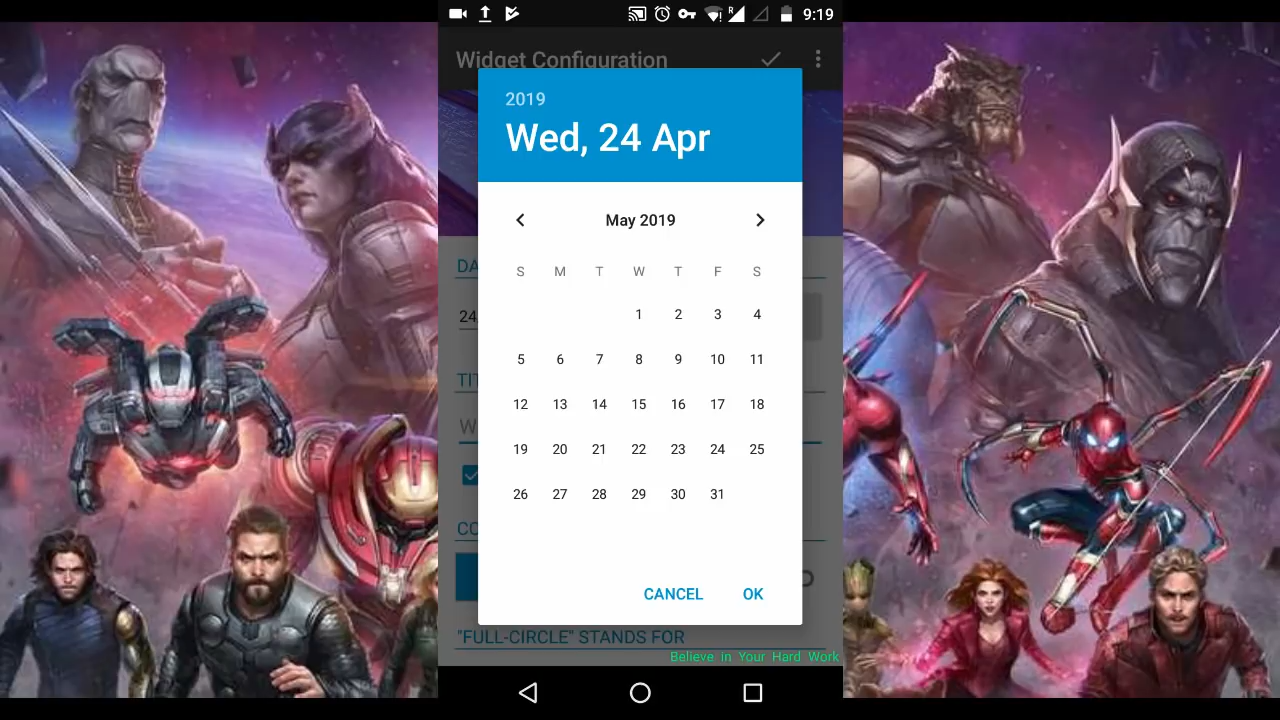 R 9:19
Widget Configuration
2019
Wed, 24 Apr
May 2019
S M T W T F S
1 2 3 4
5 6 7 8 9 10 11
12 13 14 15 16 17 18
19 20 21 22 23 24 25
26 27 28 29 30 31
CANCEL OK
"FULL-CIRCLE" STANDS FOR
Believe in Your Hard Work